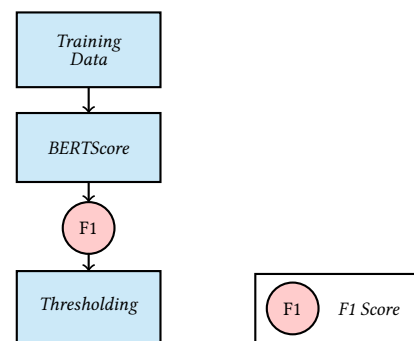 Training
Data
BERTScore
F1
Thresholding
F1 F1 Score